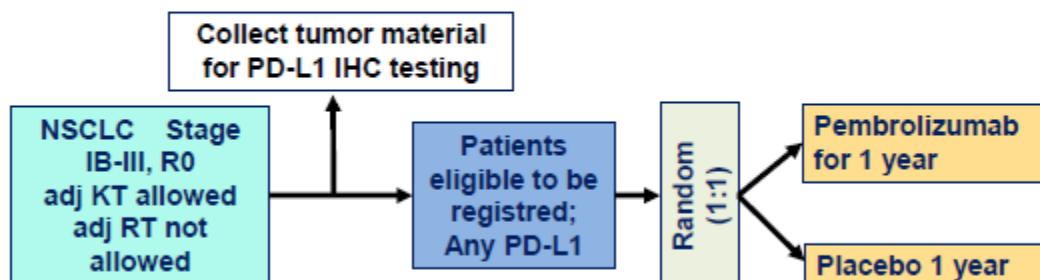 Collect tumor material
for PD-L1 IHC testing
NSCLC Stage
IB-III, R0
adj KT allowed
adj RT not
allowed
Patients
eligible to be
registred;
Any PD-L1
Random
(1:1)
Pembrolizumab
for 1 year
Placebo 1 year